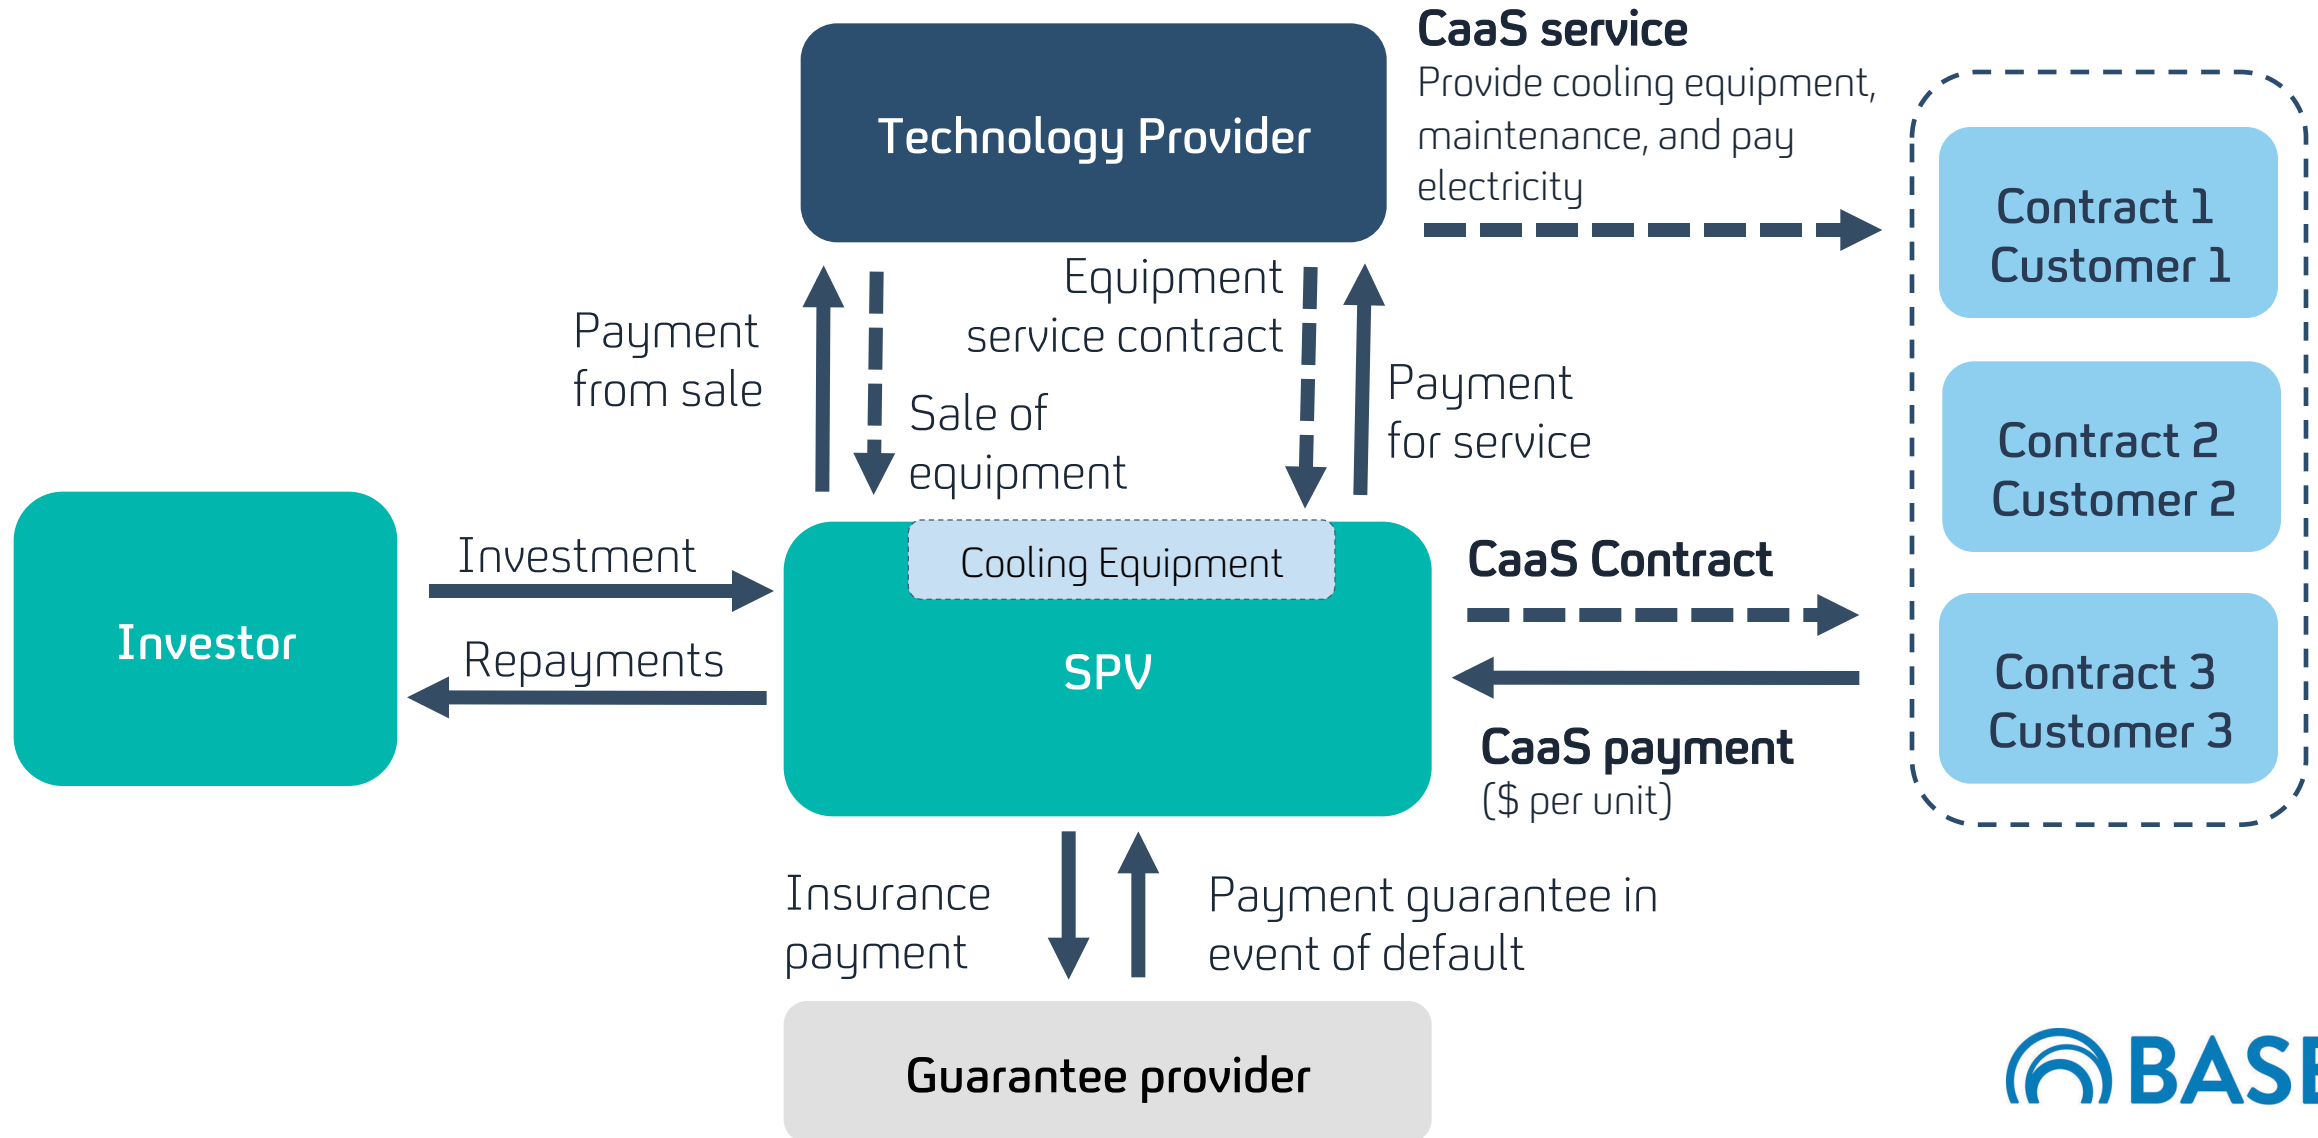 CaaS service
Provide cooling equipment,
maintenance, and pay
electricity
Technology Provider
Contract 1
Customer 1
Equipment
service contract
Payment
from sale
Payment
for service
Sale of
equipment
Contract 2
Customer 2
Investment
Cooling Equipment
CaaS Contract
Investor
Repayments
SPV
Contract 3
Customer 3
CaaS payment
($ per unit)
Insurance
payment
Payment guarantee in
event of default
Guarantee provider
BASE